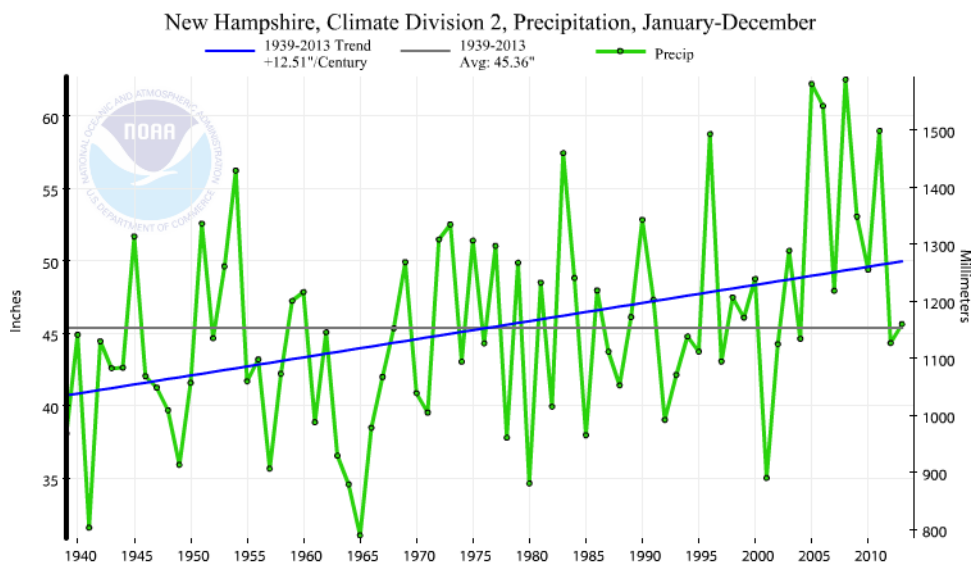 New Hampshire, Climate Division 2, Precipitation, January-December
1939-2013 Trend
+12.51"/Century
1939-2013
Avg: 45.36"
Precip
NATIONAL OCEANIC AND ATMOSPHERIC ADMINISTRATION
NOAA
U.S. DEPARTMENT OF COMMERCE
Inches
60
55
50
45
40
35
Millimeters
1500
1400
1300
1200
1100
1000
900
800
1940 1945 1950 1955 1960 1965 1970 1975 1980 1985 1990 1995 2000 2005 2010